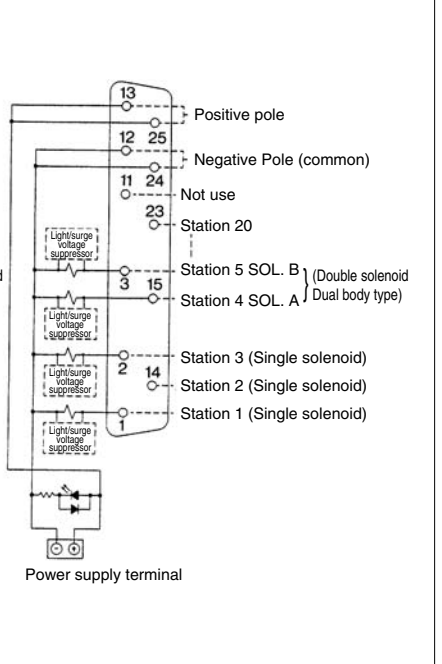 13
Positive pole
12 25
Negative Pole (common)
11 24
Not use
23
Station 20
Light/surge
voltage
suppressor
d
Station 5 SOL. B
3 15
(Double solenoid
Dual body type)
Station 4 SOL. A
Light/surge
voltage
suppressor
Station 3 (Single solenoid)
2 14
Light/surge
voltage
suppressor
Station 2 (Single solenoid)
Station 1 (Single solenoid)
1
Light/surge
voltage
suppressor
⊖ ⊕
Power supply terminal